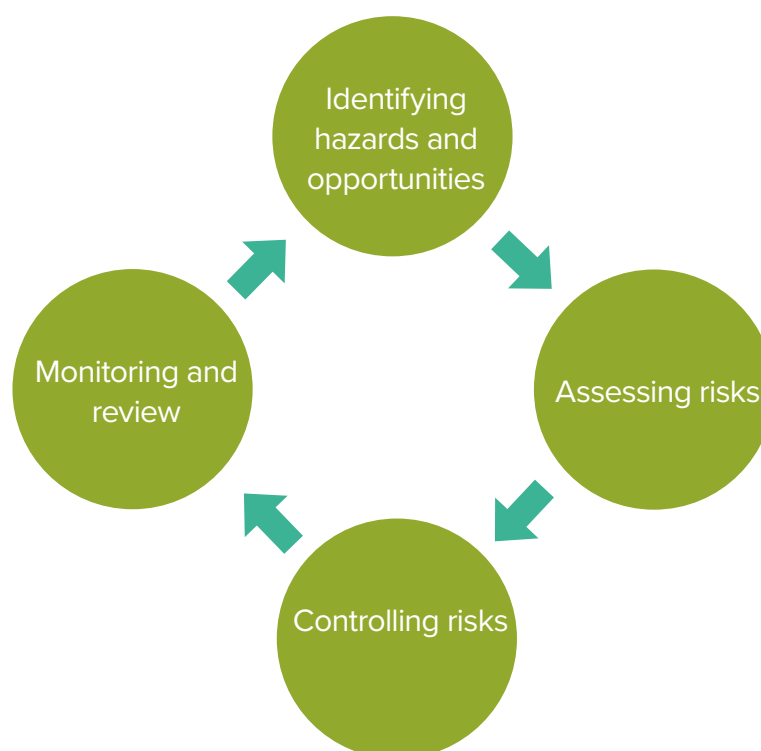 Identifying
hazards and
opportunities
Assessing risks
Controlling risks
Monitoring and
review